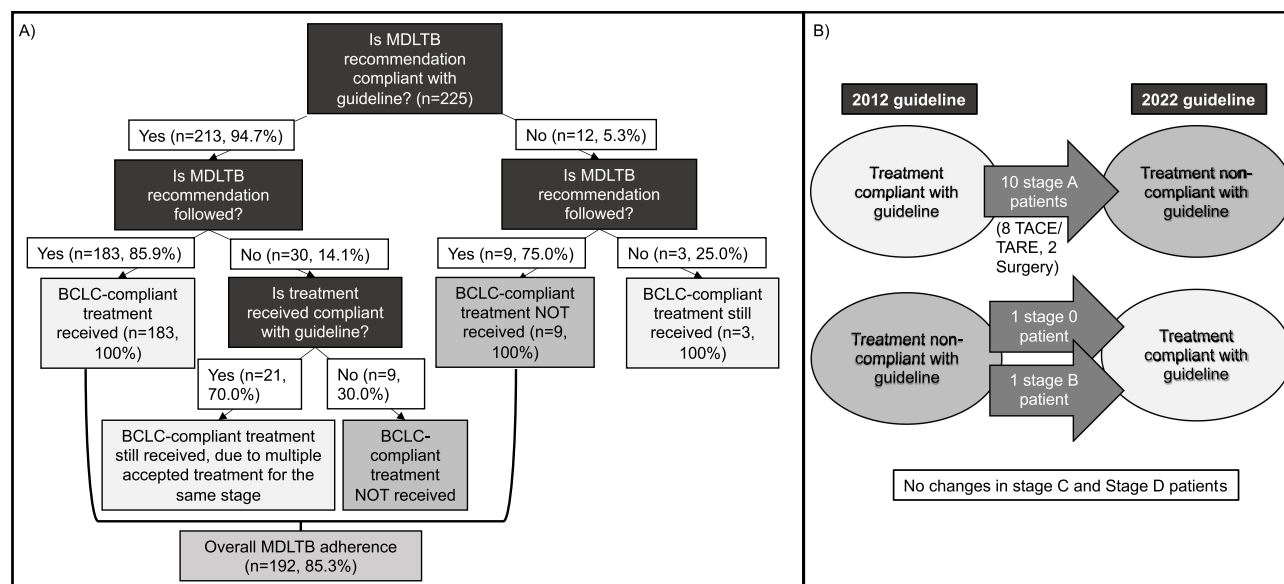 A)
Is MDLTB
recommendation
compliant with
guideline? (n=225)
Yes (n=213, 94.7%)
No (n=12, 5.3%)
Is MDLTB
recommendation
followed?
Is MDLTB
recommendation
followed?
Yes (n=183, 85.9%)
No (n=30, 14.1%)
Yes (n=9, 75.0%)
No (n=3, 25.0%)
BCLC-compliant
treatment
received (n=183,
100%)
Is treatment
received compliant
with guideline?
BCLC-compliant
treatment NOT
received (n=9,
100%)
BCLC-compliant
treatment still
received (n=3,
100%)
Yes (n=21,
70.0%)
No (n=9,
30.0%)
BCLC-compliant treatment
still received, due to multiple
accepted treatment for the
same stage
BCLC-
compliant
treatment
NOT received
Overall MDLTB adherence
(n=192, 85.3%)
B)
2012 guideline
2022 guideline
Treatment
compliant with
guideline
10 stage A
patients
(8 TACE/
TARE, 2
Surgery)
Treatment non-
compliant with
guideline
Treatment non-
compliant with
guideline
1 stage 0
patient
1 stage B
patient
Treatment
compliant with
guideline
No changes in stage C and Stage D patients